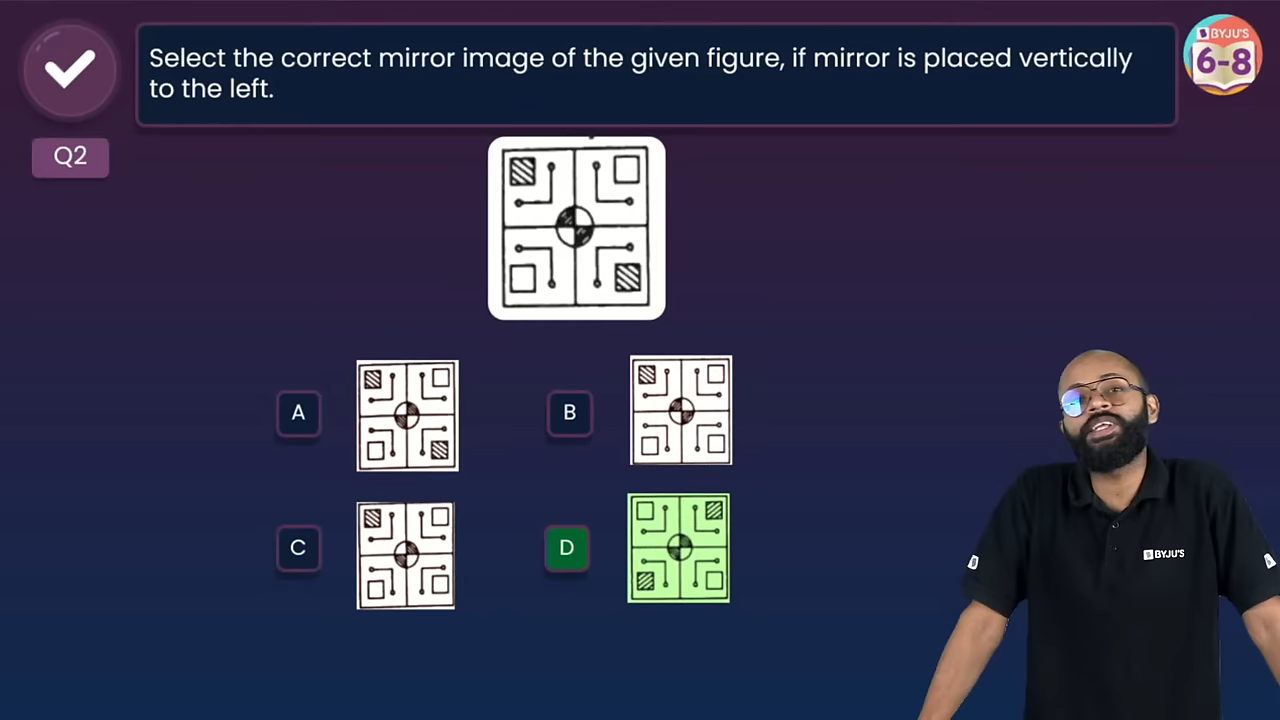 Select the correct mirror image of the given figure, if mirror is placed vertically
to the left.
BYJU'S
6-8
Q2
A
B
C
D
BYJU'S